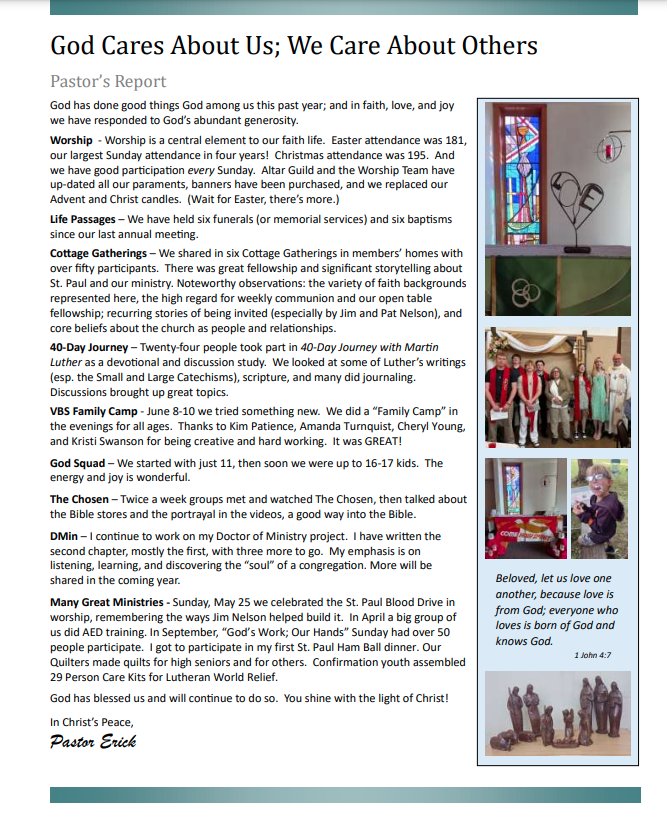 God Cares About Us; We Care About Others
Pastor's Report
God has done good things God among us this past year; and in faith, love, and joy
we have responded to God's abundant generosity.
Worship  - Worship is a central element to our faith life.  Easter attendance was 181,
our largest Sunday attendance in four years!  Christmas attendance was 195.  And
we have good participation every Sunday.  Altar Guild and the Worship Team have
up-dated all our paraments, banners have been purchased, and we replaced our
Advent and Christ candles.  (Wait for Easter, there's more.)
Life Passages – We have held six funerals (or memorial services) and six baptisms
since our last annual meeting.
Cottage Gatherings – We shared in six Cottage Gatherings in members' homes with
over fifty participants.  There was great fellowship and significant storytelling about
St. Paul and our ministry. Noteworthy observations: the variety of faith backgrounds
represented here, the high regard for weekly communion and our open table
fellowship; recurring stories of being invited (especially by Jim and Pat Nelson), and
core beliefs about the church as people and relationships.
40-Day Journey – Twenty-four people took part in 40-Day Journey with Martin
Luther as a devotional and discussion study.  We looked at some of Luther's writings
(esp. the Small and Large Catechisms), scripture, and many did journaling.
Discussions brought up great topics.
VBS Family Camp - June 8-10 we tried something new.  We did a "Family Camp" in
the evenings for all ages.  Thanks to Kim Patience, Amanda Turnquist, Cheryl Young,
and Kristi Swanson for being creative and hard working.  It was GREAT!
God Squad – We started with just 11, then soon we were up to 16-17 kids.  The
energy and joy is wonderful.
The Chosen – Twice a week groups met and watched The Chosen, then talked about
the Bible stores and the portrayal in the videos, a good way into the Bible.
DMin – I continue to work on my Doctor of Ministry project.  I have written the
second chapter, mostly the first, with three more to go.  My emphasis is on
listening, learning, and discovering the "soul" of a congregation. More will be
shared in the coming year.
Many Great Ministries - Sunday, May 25 we celebrated the St. Paul Blood Drive in
worship, remembering the ways Jim Nelson helped build it.  In April a big group of
us did AED training. In September, "God's Work; Our Hands" Sunday had over 50
people participate.  I got to participate in my first St. Paul Ham Ball dinner. Our
Quilters made quilts for high seniors and for others.  Confirmation youth assembled
29 Person Care Kits for Lutheran World Relief.
God has blessed us and will continue to do so.  You shine with the light of Christ!
In Christ's Peace,
Pastor Erick
LOVE
Beloved, let us love one
another, because love is
from God; everyone who
loves is born of God and
knows God.
1 John 4:7